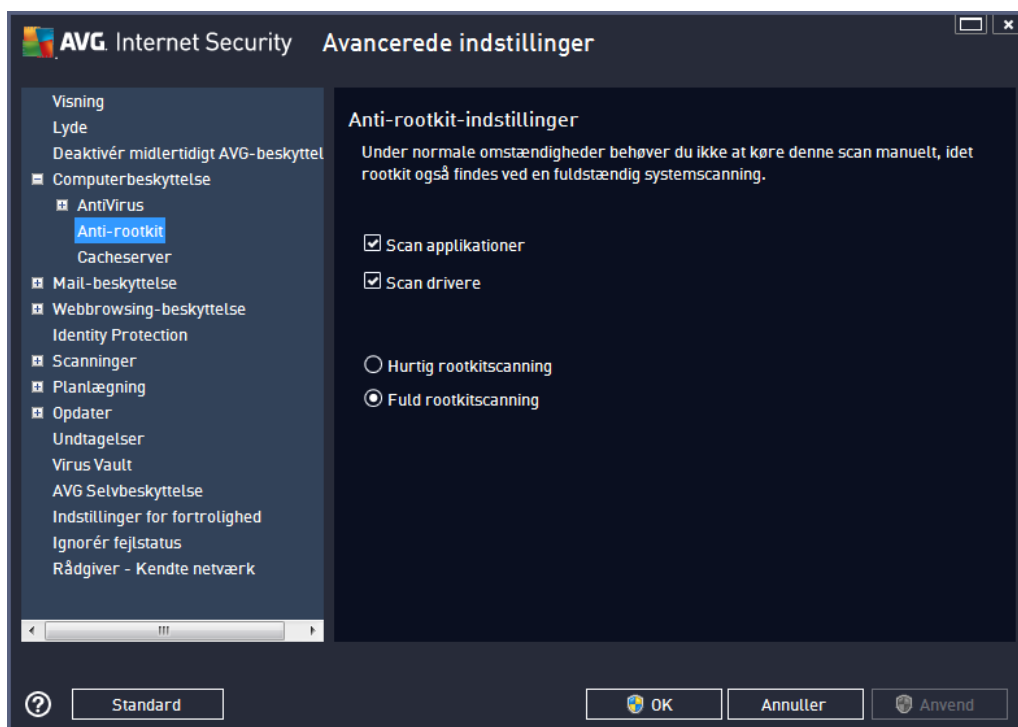 AVG. Internet Security Avancerede indstillinger
Visning
Lyde
Deaktivér midlertidigt AVG-beskyttel
Computerbeskyttelse
AntiVirus
Anti-rootkit
Cacheserver
Mail-beskyttelse
Webbrowsing-beskyttelse
Identity Protection
Scanninger
Planlægning
Opdater
Undtagelser
Virus Vault
AVG Selvbeskyttelse
Indstillinger for fortrolighed
Ignorér fejlstatus
Rådgiver - Kendte netværk
Anti-rootkit-indstillinger
Under normale omstændigheder behøver du ikke at køre denne scan manuelt, idet
rootkit også findes ved en fuldstændig systemscanning.
Scan applikationer
Scan drivere
Hurtig rootkitscanning
Fuld rootkitscanning
Standard
OK
Annuller
Anvend